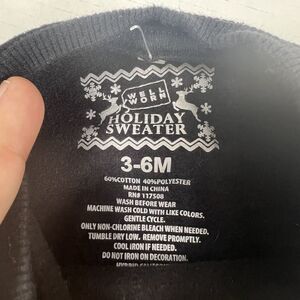 WELL
WORN
HOLIDAY
SWEATER
3-6M
60%COTTON 40%POLYESTER
MADE IN CHINA
RN# 117508
WASH BEFORE WEAR
MACHINE WASH COLD WITH LIKE COLORS.
GENTLE CYCLE.
ONLY NON-CHLORINE BLEACH WHEN NEEDED.
TUMBLE DRY LOW. REMOVE PROMPTLY.
COOL IRON IF NEEDED.
DO NOT IRON ON DECORATION.
HYBRID